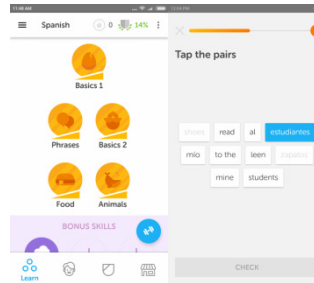 11:48 AM
Spanish
0
14%
Basics 1
Phrases
Basics 2
Food
Animals
BONUS SKILLS
Learn
Tap the pairs
shoes
read
al
estudiantes
mio
to the
leen
zapatos
mine
students
CHECK